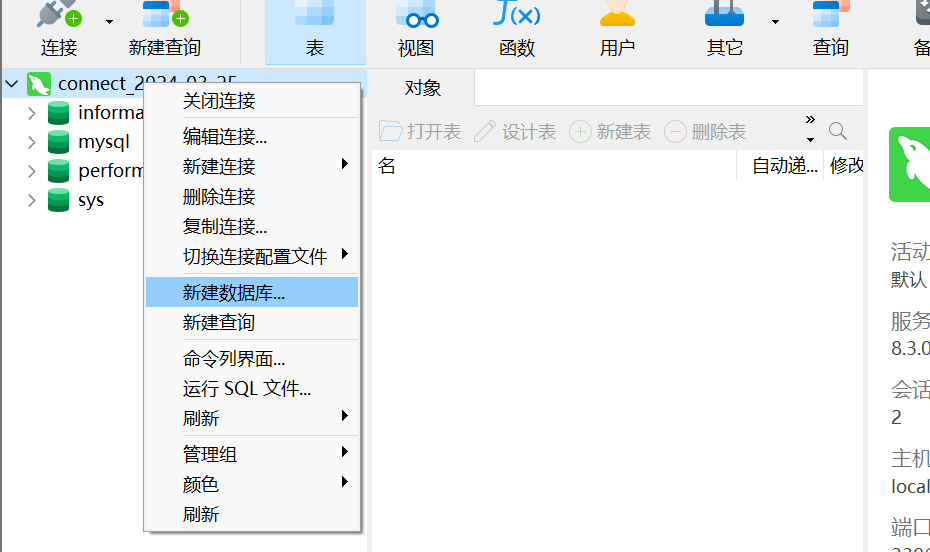 连接 新建查询 表 视图 函数 用户 其它 查询
connect_2024-03-25
informa
mysql
perform
sys
关闭连接
编辑连接...
新建连接
删除连接
复制连接...
切换连接配置文件
新建数据库...
新建查询
命令列界面...
运行 SQL 文件...
刷新
管理组
颜色
刷新
对象
打开表 设计表 新建表 删除表
名 自动递... 修改
活动
默认
服务
8.3.0
会话
2
主机
local
端口